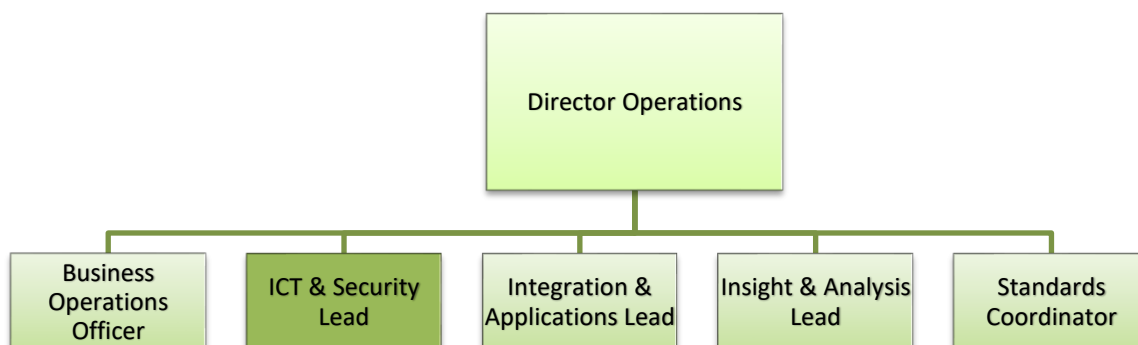 Director Operations
Business
Operations
Officer
ICT & Security
Lead
Integration &
Applications Lead
Insight & Analysis
Lead
Standards
Coordinator